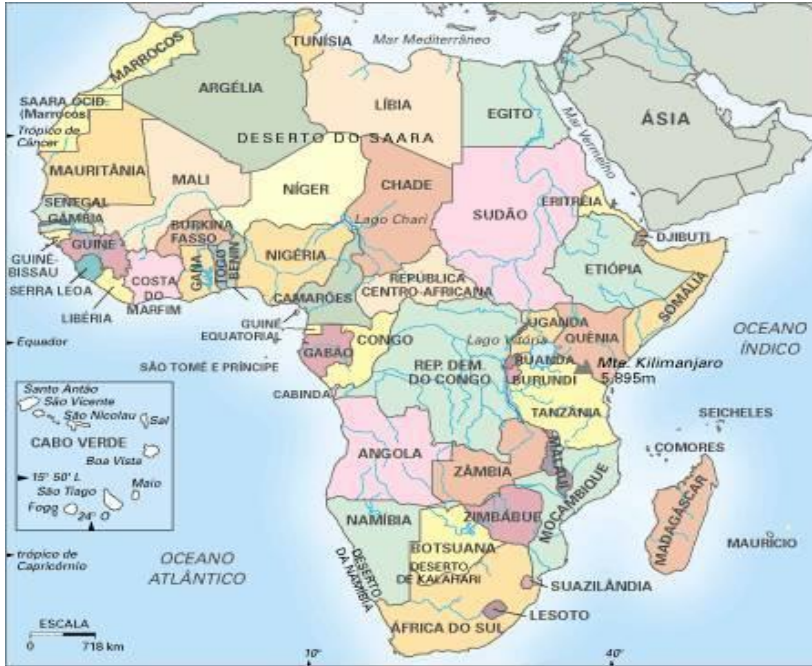 TUNÍSIA
Mar Mediterrâneo
MARROCOS
ARGÉLIA
LÍBIA
EGITO
ÁSIA
SAARA OCID.
(Marrocos)
Trópico de
Câncer
DESERTO DO SAARA
Mar Vermelho
MAURITÂNIA
MALI
NÍGER
CHADE
SUDÃO
ERITRÉIA
SENEGAL
GÂMBIA
Lago Chari
DJIBUTI
GUINÉ-
BISSAU
GUINÉ
BURKINA
FASSO
NIGÉRIA
ETIÓPIA
SERRA LEOA
COSTA
DO
MARFIM
GANA
TOGO
BENIN
CAMARÕES
REPÚBLICA
CENTRO-AFRICANA
SOMÁLIA
LIBÉRIA
GUINÉ
EQUATORIAL
UGANDA
QUÊNIA
OCEANO
ÍNDICO
Equador
SÃO TOMÉ E PRÍNCIPE
GABÃO
CONGO
Lago Vitória
REP. DEM.
DO CONGO
RUANDA
BURUNDI
Mte. Kilimanjaro
5.895m
CABINDA
TANZÂNIA
SEICHELES
Santo Antão
São Vicente
São Nicolau
Sal
CABO VERDE
Boa Vista
15° 50' L
São Tiago
Maio
Fogo
24° O
ANGOLA
ZÂMBIA
MALAUÍ
MOÇAMBIQUE
COMORES
NAMÍBIA
ZIMBÁBUE
MADAGÁSCAR
MAURÍCIO
trópico de
Capricórnio
OCEANO
ATLÂNTICO
DESERTO
DA NAMÍBIA
BOTSUANA
DESERTO
DE KALAHARI
SUAZILÂNDIA
LESOTO
ÁFRICA DO SUL
ESCALA
0
718 km
10°
40°